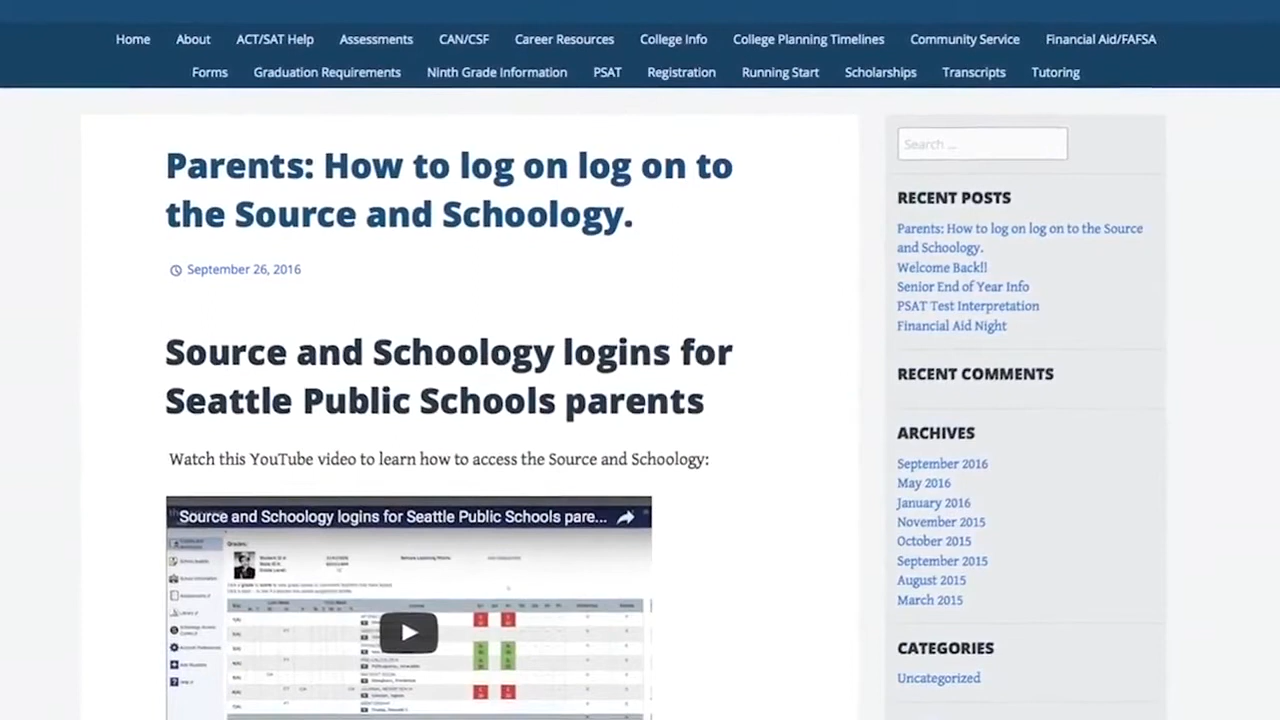 Home About ACT/SAT Help Assessments CAN/CSF Career Resources College Info College Planning Timelines Community Service Financial Aid/FAFSA
Forms Graduation Requirements Ninth Grade Information PSAT Registration Running Start Scholarships Transcripts Tutoring
Parents: How to log on log on to
the Source and Schoology.
September 26, 2016
Source and Schoology logins for
Seattle Public Schools parents
Watch this YouTube video to learn how to access the Source and Schoology:
Source and Schoology logins for Seattle Public Schools pare...
Grades:
Search ...
RECENT POSTS
Parents: How to log on log on to the Source
and Schoology.
Welcome Back!!
Senior End of Year Info
PSAT Test Interpretation
Financial Aid Night
RECENT COMMENTS
ARCHIVES
September 2016
May 2016
January 2016
November 2015
October 2015
September 2015
August 2015
March 2015
CATEGORIES
Uncategorized